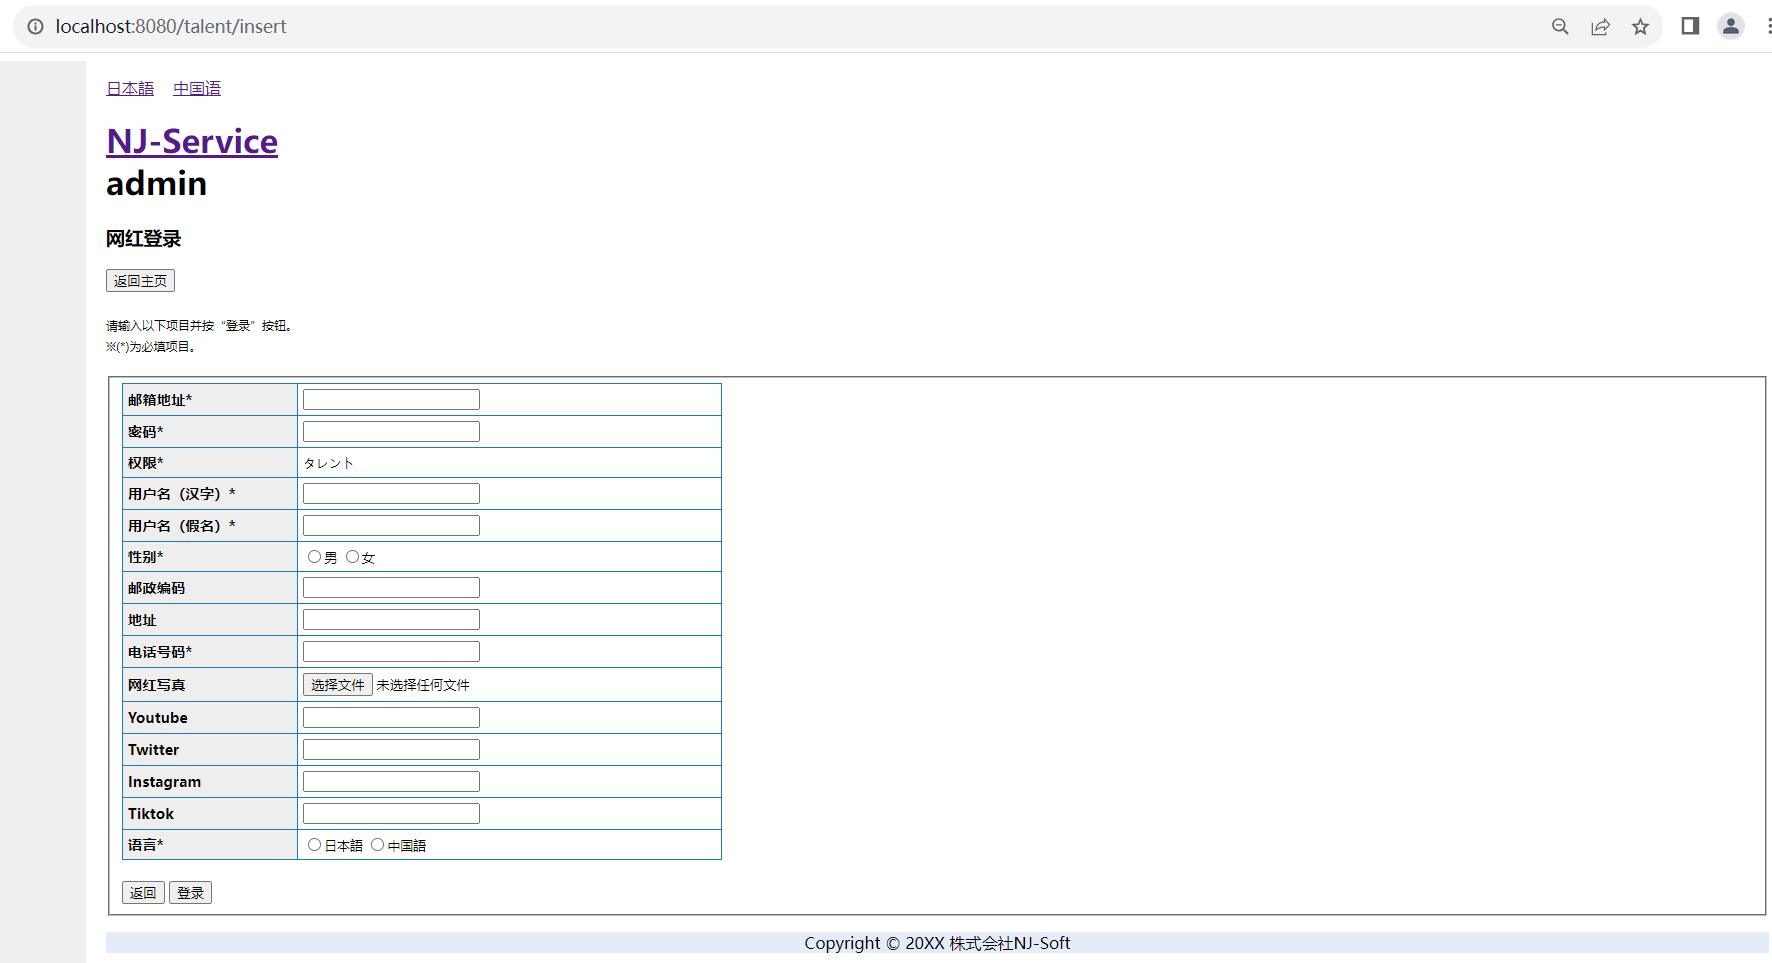 localhost:8080/talent/insert
日本語 中国语
NJ-Service
admin
网红登录
返回主页
请输入以下项目并按“登录”按钮。
※(*)为必填项目。
邮箱地址*
密码*
权限* タレント
用户名（汉字）*
用户名（假名）*
性别* 男 女
邮政编码
地址
电话号码*
网红写真 选择文件 未选择任何文件
Youtube
Twitter
Instagram
Tiktok
语言* 日本語 中国語
返回 登录
Copyright © 20XX 株式会社NJ-Soft